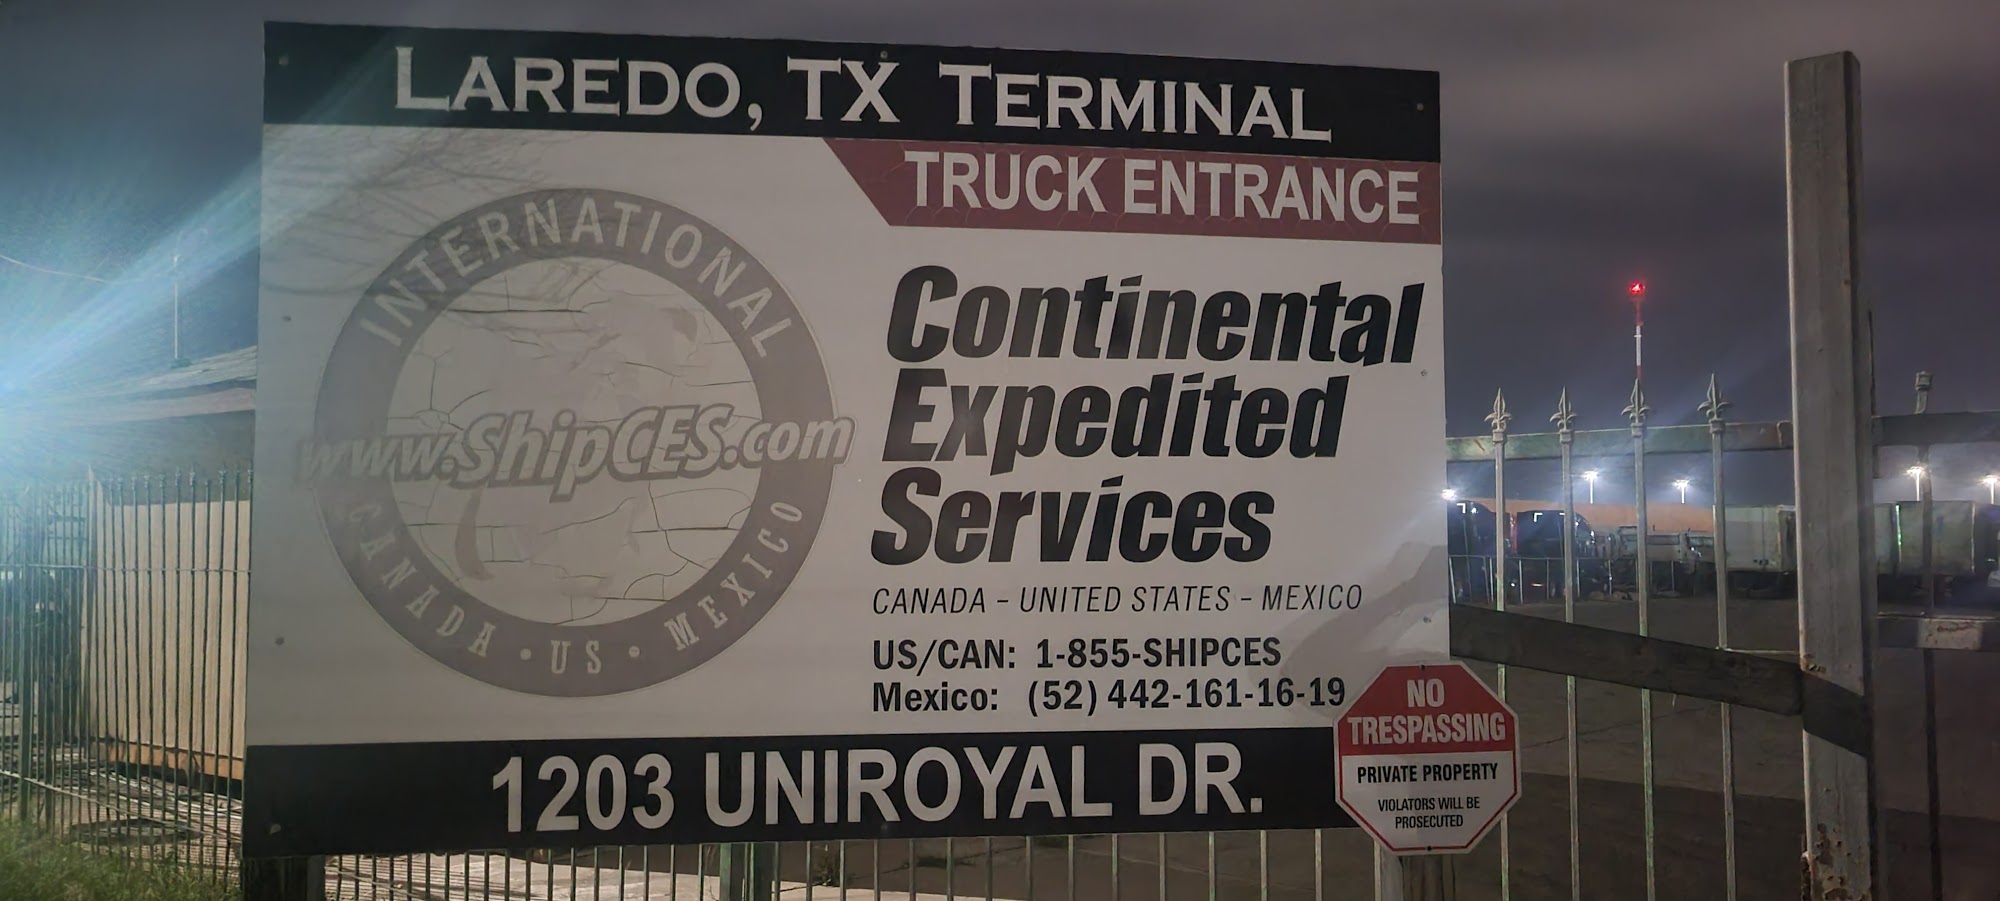 LAREDO, TX TERMINAL
TRUCK ENTRANCE
INTERNATIONAL
www.ShipCES.com
CANADA • US • MEXICO
Continental
Expedited
Services
CANADA – UNITED STATES – MEXICO
US/CAN: 1-855-SHIPCES
Mexico: (52) 442-161-16-19
1203 UNIROYAL DR.
NO
TRESPASSING
PRIVATE PROPERTY
VIOLATORS WILL BE
PROSECUTED